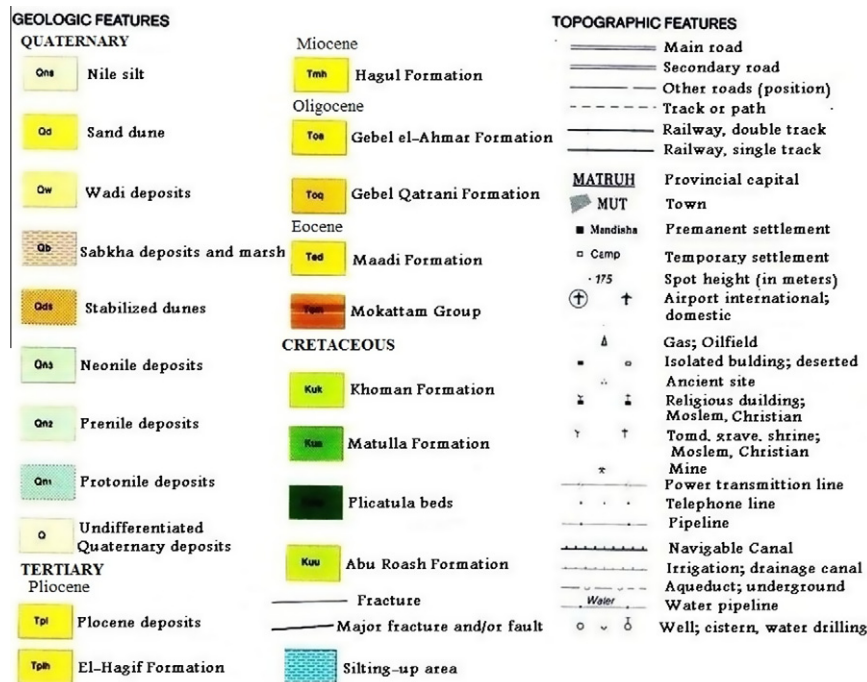 GEOLOGIC FEATURES
QUATERNARY
Qns Nile silt
Qd Sand dune
Qw Wadi deposits
Qb Sabkha deposits and marsh
Qds Stabilized dunes
Qn3 Neonile deposits
Qn2 Prenile deposits
Qn1 Protonile deposits
Q Undifferentiated
Quaternary deposits
TERTIARY
Pliocene
Tpl Plocene deposits
Tplh El-Hagif Formation
Miocene
Tmh Hagul Formation
Oligocene
Toa Gebel el-Ahmar Formation
Toq Gebel Qatrani Formation
Eocene
Ted Maadi Formation
Mokattam Group
CRETACEOUS
Kuk Khoman Formation
Matulla Formation
Plicatula beds
Kuu Abu Roash Formation
Fracture
Major fracture and/or fault
Silting-up area
TOPOGRAPHIC FEATURES
Main road
Secondary road
Other roads (position)
Track or path
Railway, double track
Railway, single track
MATRUH Provincial capital
MUT Town
Mandisha Premanent settlement
Camp Temporary settlement
· 175 Spot height (in meters)
Airport international;
domestic
Gas; Oilfield
Isolated bulding; deserted
Ancient site
Religious duilding;
Moslem, Christian
Tomd, grave, shrine;
Moslem, Christian
Mine
Power transmittion line
Telephone line
Pipeline
Navigable Canal
Irrigation; drainage canal
Aqueduct; underground
Water Water pipeline
Well; cistern, water drilling